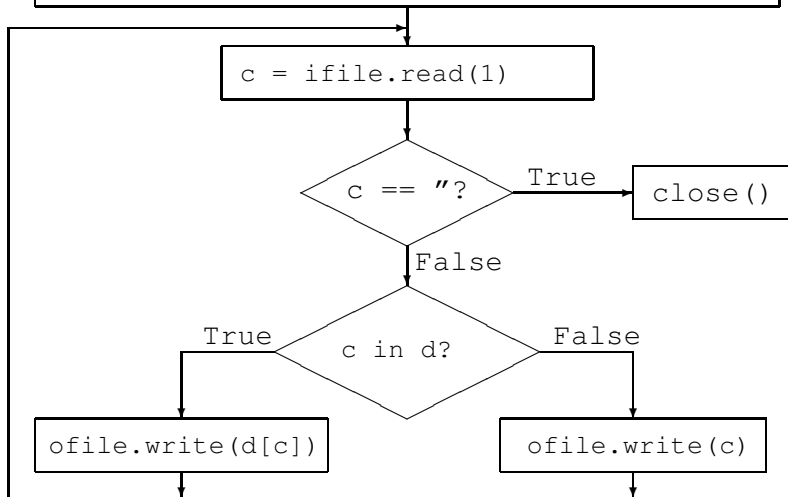 c = ifile.read(1)
c == ″?
True
close()
False
c in d?
True
False
ofile.write(d[c])
ofile.write(c)